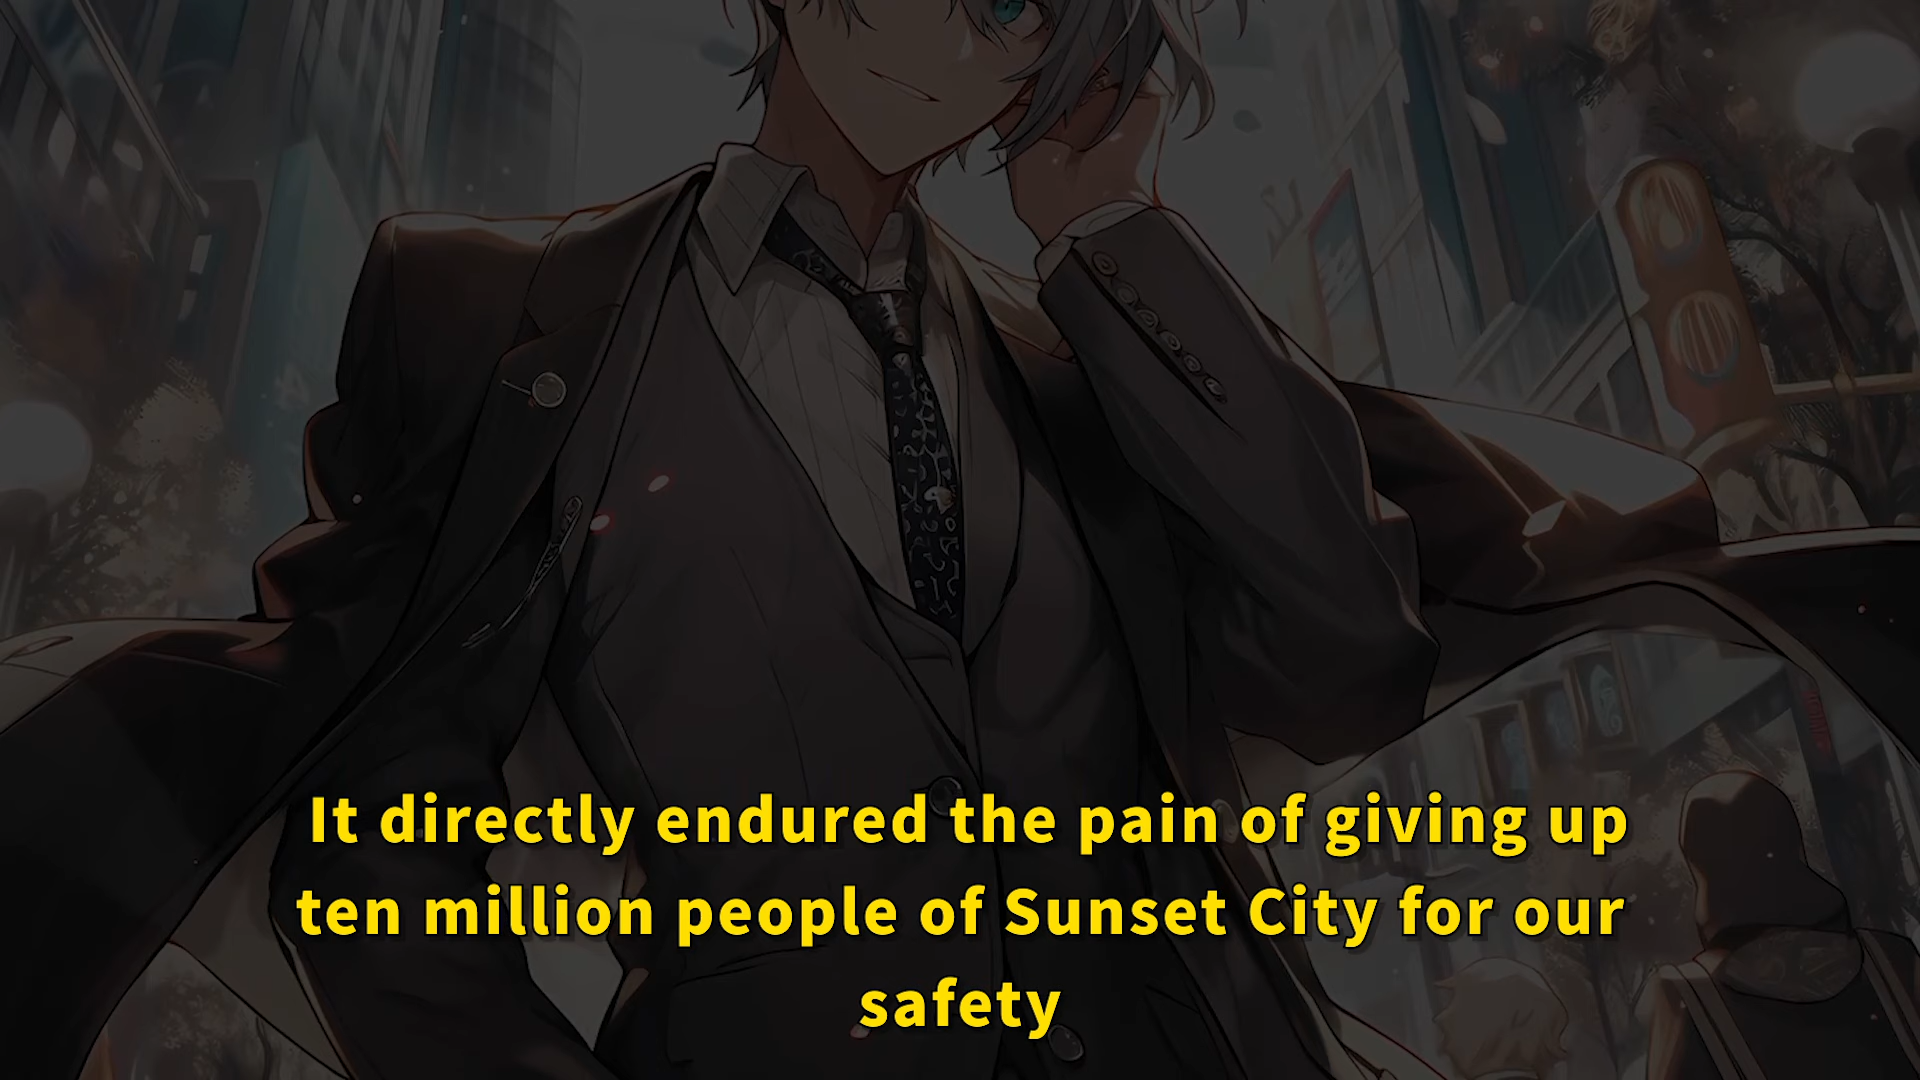 It directly endured the pain of giving up
ten million people of Sunset City for our
safety